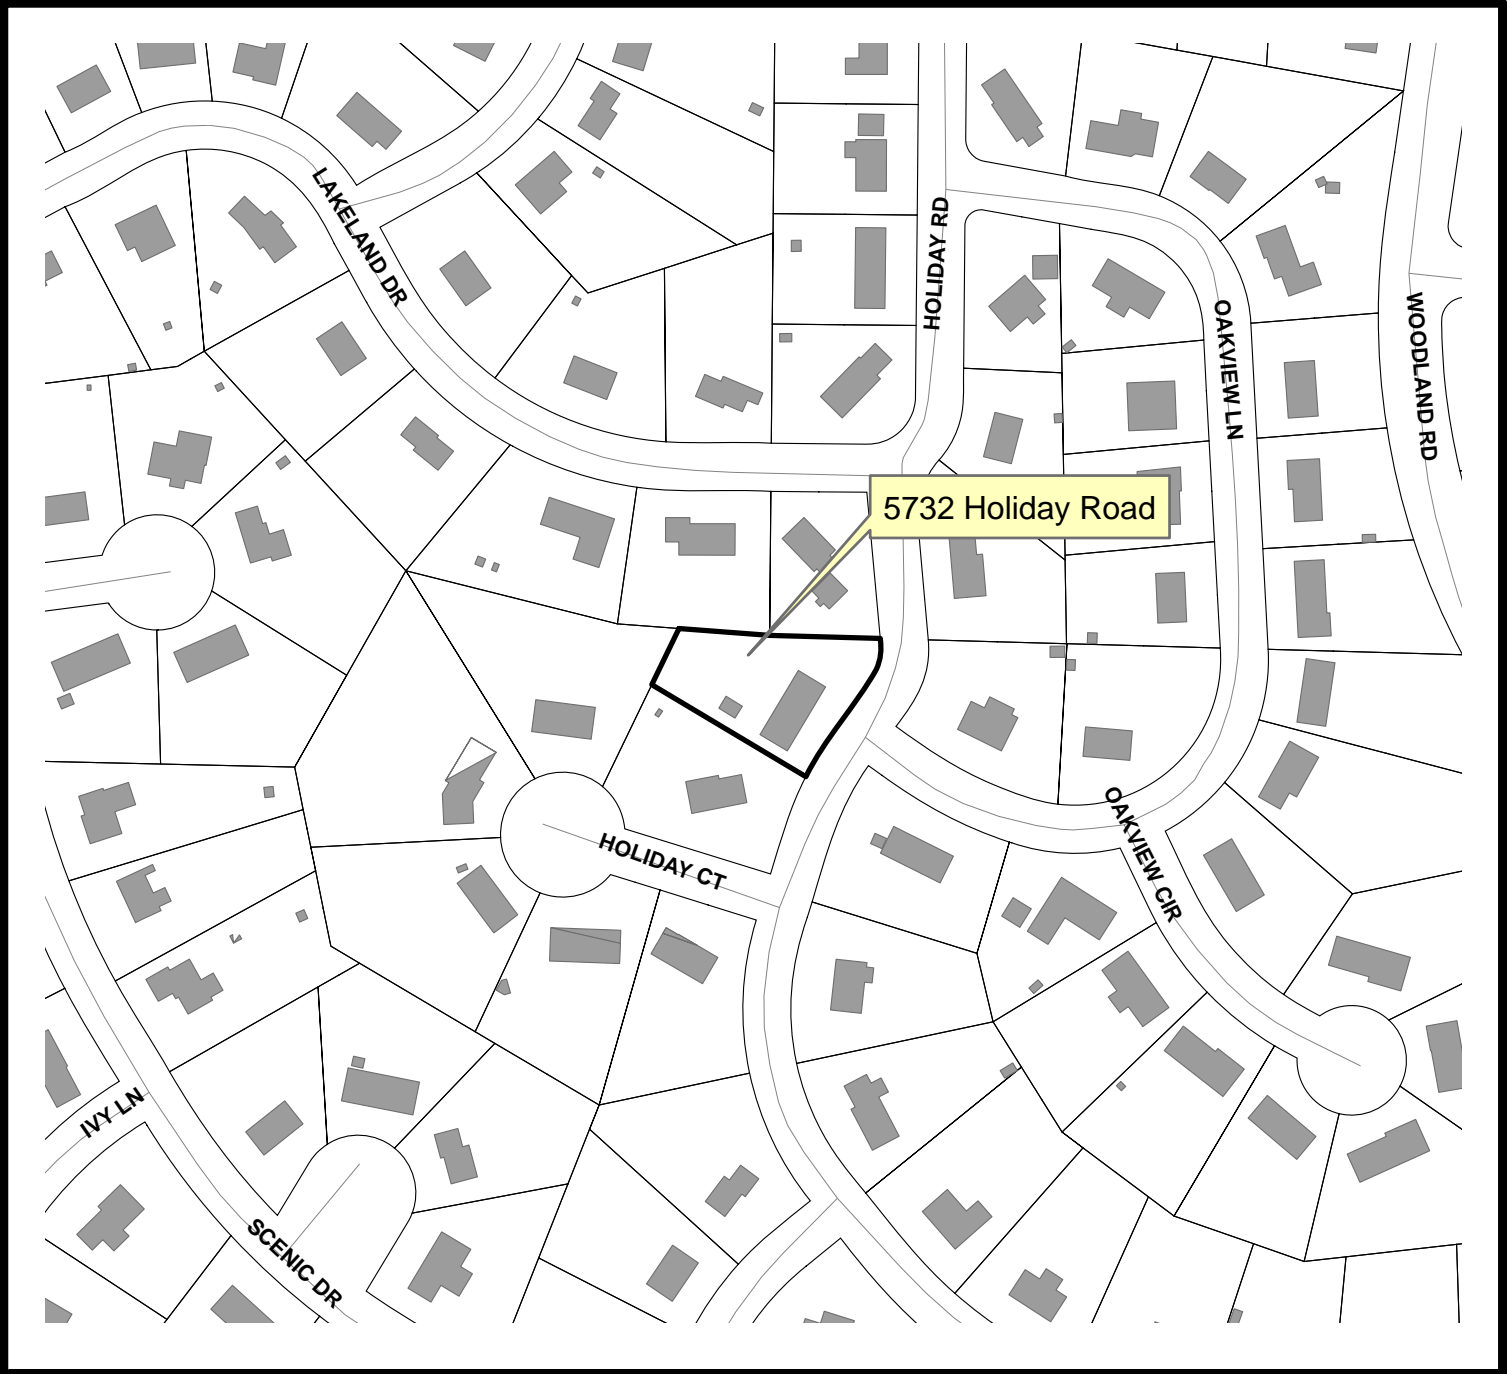 LAKELAND DR
HOLIDAY RD
OAKVIEW LN
WOODLAND RD
5732 Holiday Road
HOLIDAY CT
OAKVIEW CIR
IVY LN
SCENIC DR